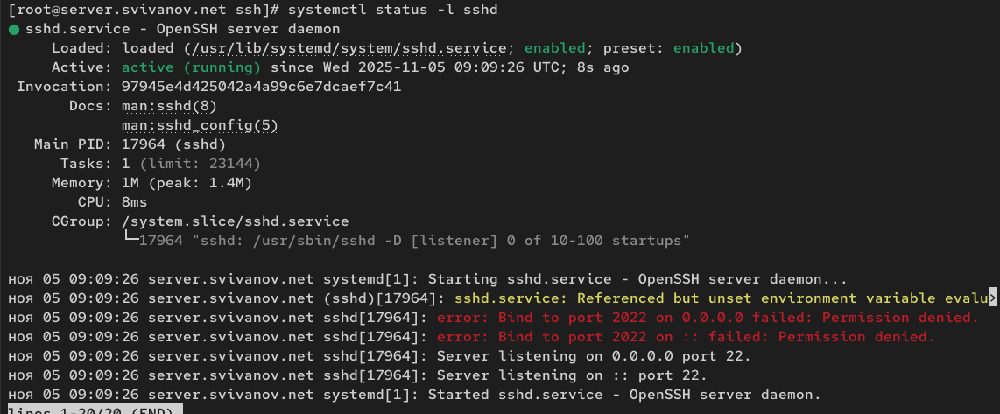 [root@server.svivanov.net ssh]# systemctl status -l sshd
● sshd.service - OpenSSH server daemon
     Loaded: loaded (/usr/lib/systemd/system/sshd.service; enabled; preset: enabled)
     Active: active (running) since Wed 2025-11-05 09:09:26 UTC; 8s ago
 Invocation: 97945e4d425042a4a99c6e7dcaef7c41
       Docs: man:sshd(8)
             man:sshd_config(5)
   Main PID: 17964 (sshd)
      Tasks: 1 (limit: 23144)
     Memory: 1M (peak: 1.4M)
        CPU: 8ms
     CGroup: /system.slice/sshd.service
             └─17964 "sshd: /usr/sbin/sshd -D [listener] 0 of 10-100 startups"

ноя 05 09:09:26 server.svivanov.net systemd[1]: Starting sshd.service - OpenSSH server daemon...
ноя 05 09:09:26 server.svivanov.net (sshd)[17964]: sshd.service: Referenced but unset environment variable evalu>
ноя 05 09:09:26 server.svivanov.net sshd[17964]: error: Bind to port 2022 on 0.0.0.0 failed: Permission denied.
ноя 05 09:09:26 server.svivanov.net sshd[17964]: error: Bind to port 2022 on :: failed: Permission denied.
ноя 05 09:09:26 server.svivanov.net sshd[17964]: Server listening on 0.0.0.0 port 22.
ноя 05 09:09:26 server.svivanov.net sshd[17964]: Server listening on :: port 22.
ноя 05 09:09:26 server.svivanov.net systemd[1]: Started sshd.service - OpenSSH server daemon.
lines 1-20/20 (END)